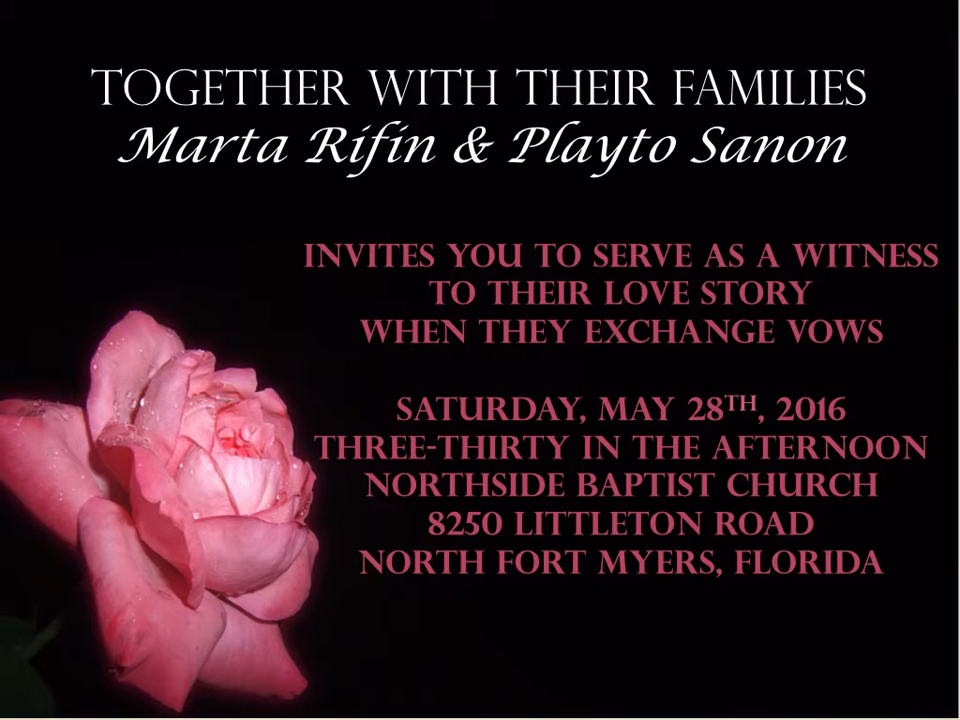 TOGETHER WITH THEIR FAMILIES
Marta Rifin & Playto Sanon
INVITES YOU TO SERVE AS A WITNESS
TO THEIR LOVE STORY
WHEN THEY EXCHANGE VOWS
SATURDAY, MAY 28TH, 2016
THREE-THIRTY IN THE AFTERNOON
NORTHSIDE BAPTIST CHURCH
8250 LITTLETON ROAD
NORTH FORT MYERS, FLORIDA